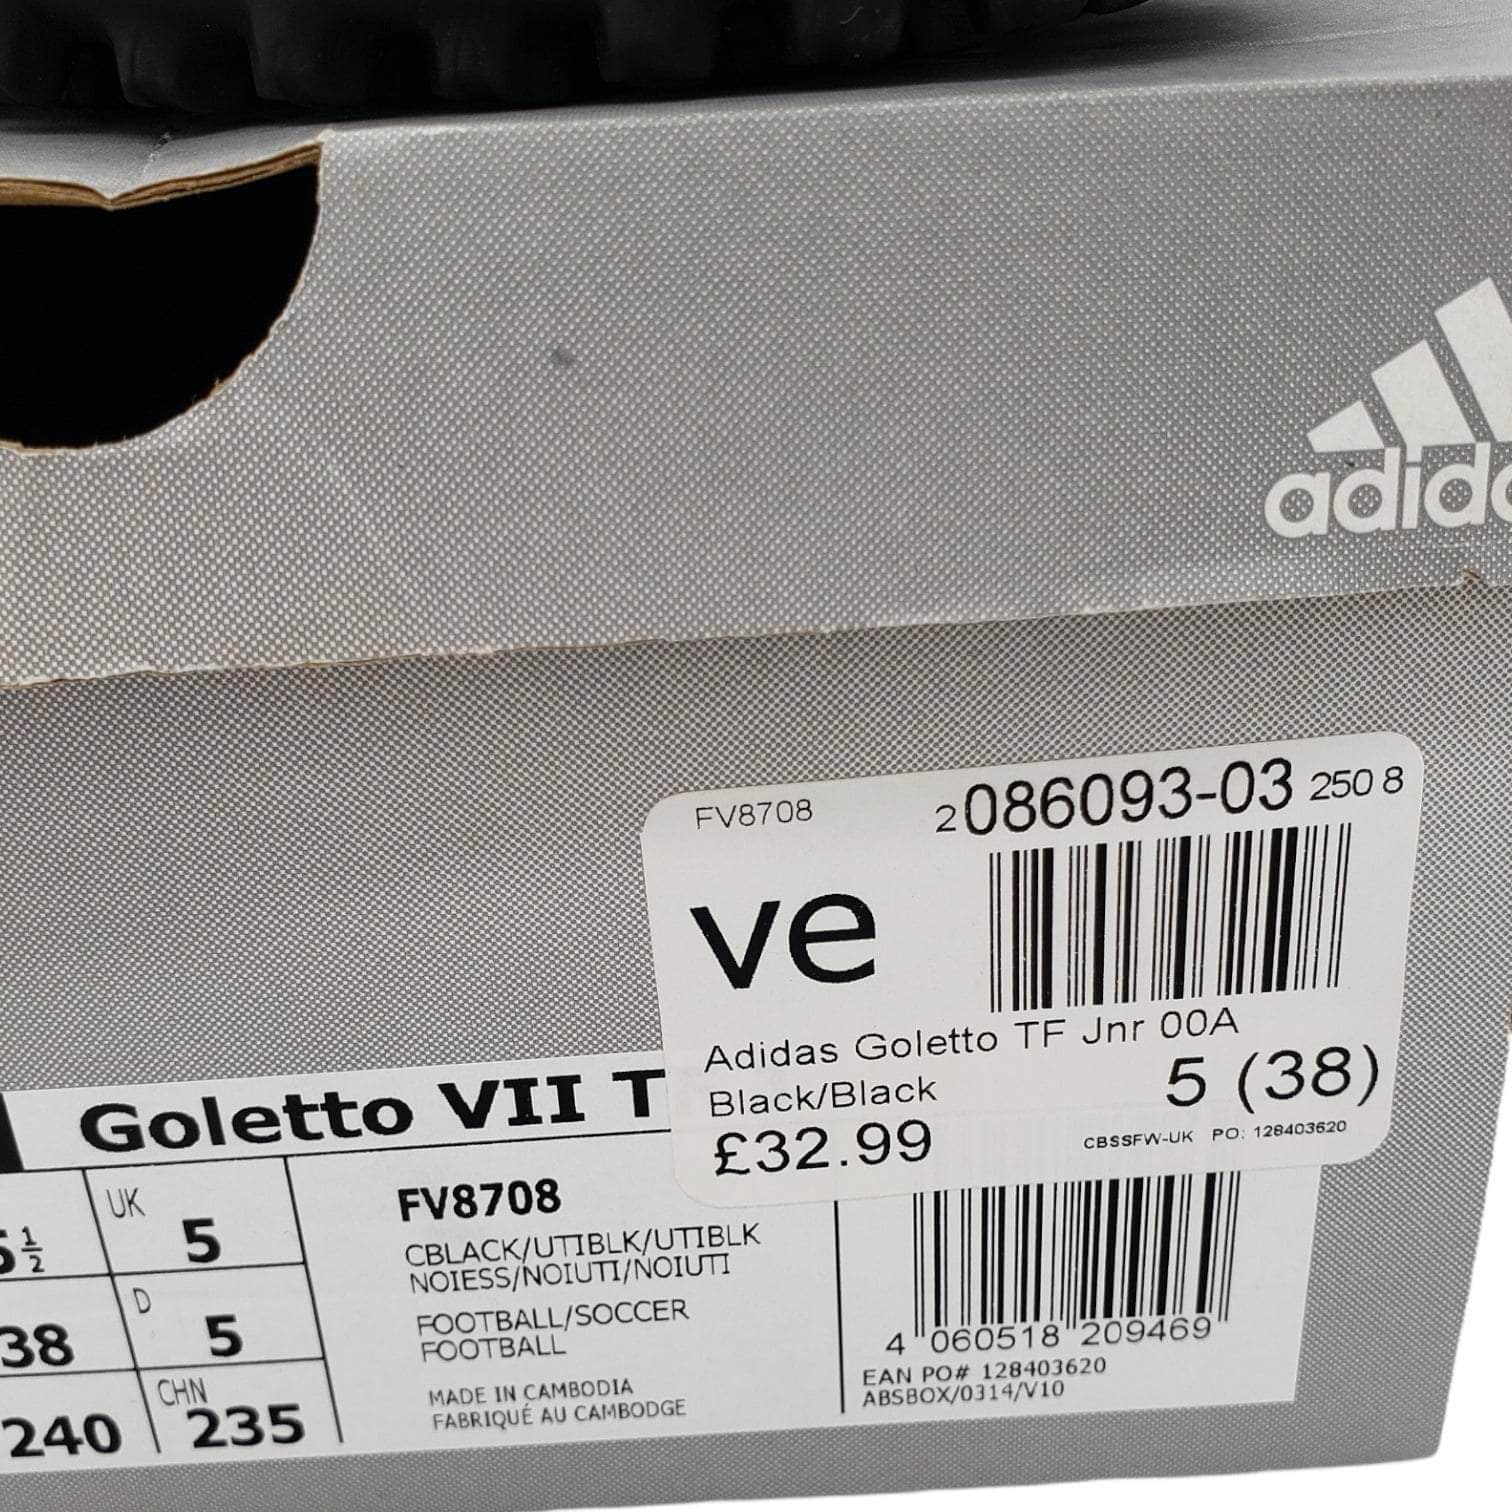 FV8708 2086093-03 250 8
ve
Adidas Goletto TF Jnr 00A
Black/Black 5 (38)
£32.99 CBSSFW-UK PO: 128403620
Goletto VII T
UK 5
½
D 5
38
CHN 235
240
FV8708
CBLACK/UTIBLK/UTIBLK
NOIESS/NOIUTI/NOIUTI
FOOTBALL/SOCCER
FOOTBALL
MADE IN CAMBODIA
FABRIQUÉ AU CAMBODGE
4 060518 209469
EAN PO# 128403620
ABSBOX/0314/V10